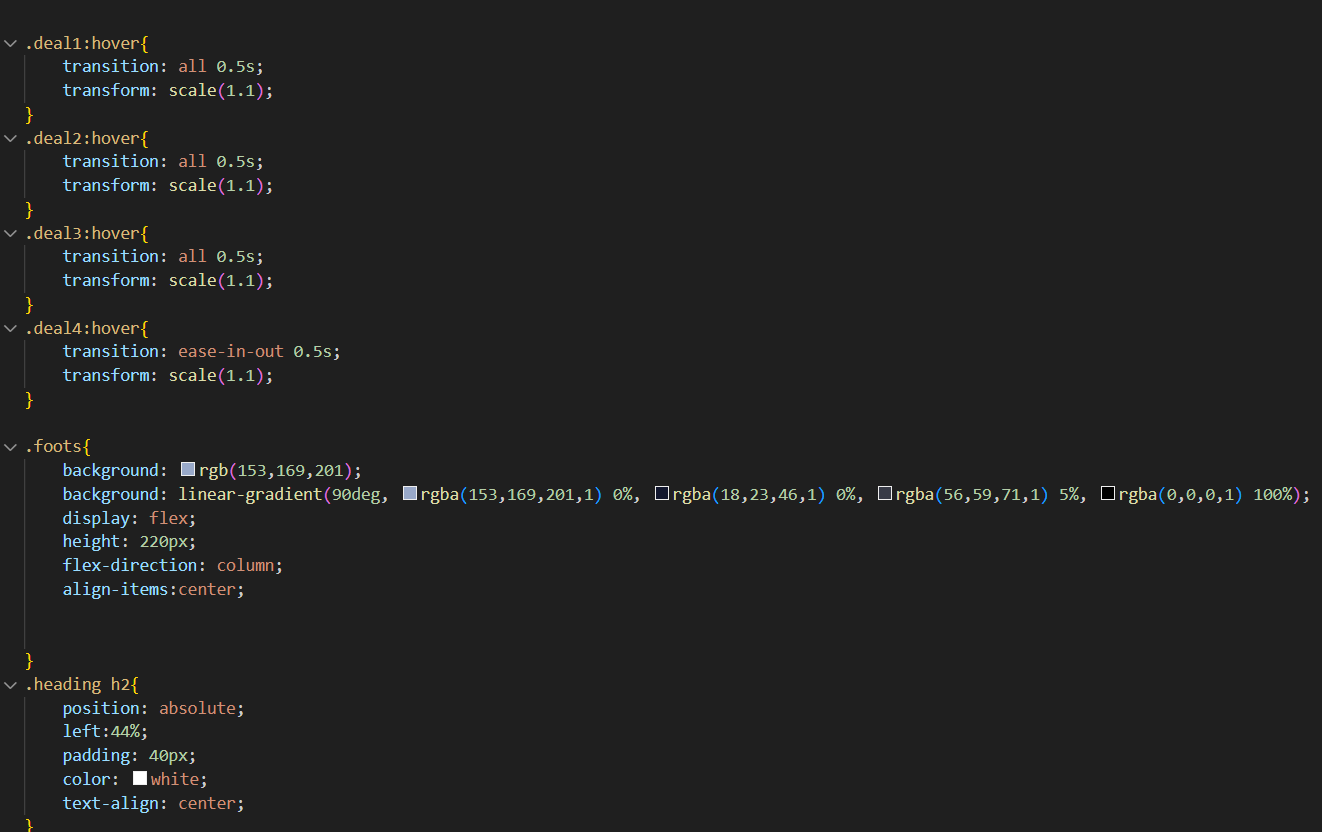 .deal1:hover{
    transition: all 0.5s;
    transform: scale(1.1);
}
.deal2:hover{
    transition: all 0.5s;
    transform: scale(1.1);
}
.deal3:hover{
    transition: all 0.5s;
    transform: scale(1.1);
}
.deal4:hover{
    transition: ease-in-out 0.5s;
    transform: scale(1.1);
}
.foots{
    background: rgb(153,169,201);
    background: linear-gradient(90deg, rgba(153,169,201,1) 0%, rgba(18,23,46,1) 0%, rgba(56,59,71,1) 5%, rgba(0,0,0,1) 100%);
    display: flex;
    height: 220px;
    flex-direction: column;
    align-items:center;
}
.heading h2{
    position: absolute;
    left:44%;
    padding: 40px;
    color: white;
    text-align: center;
}